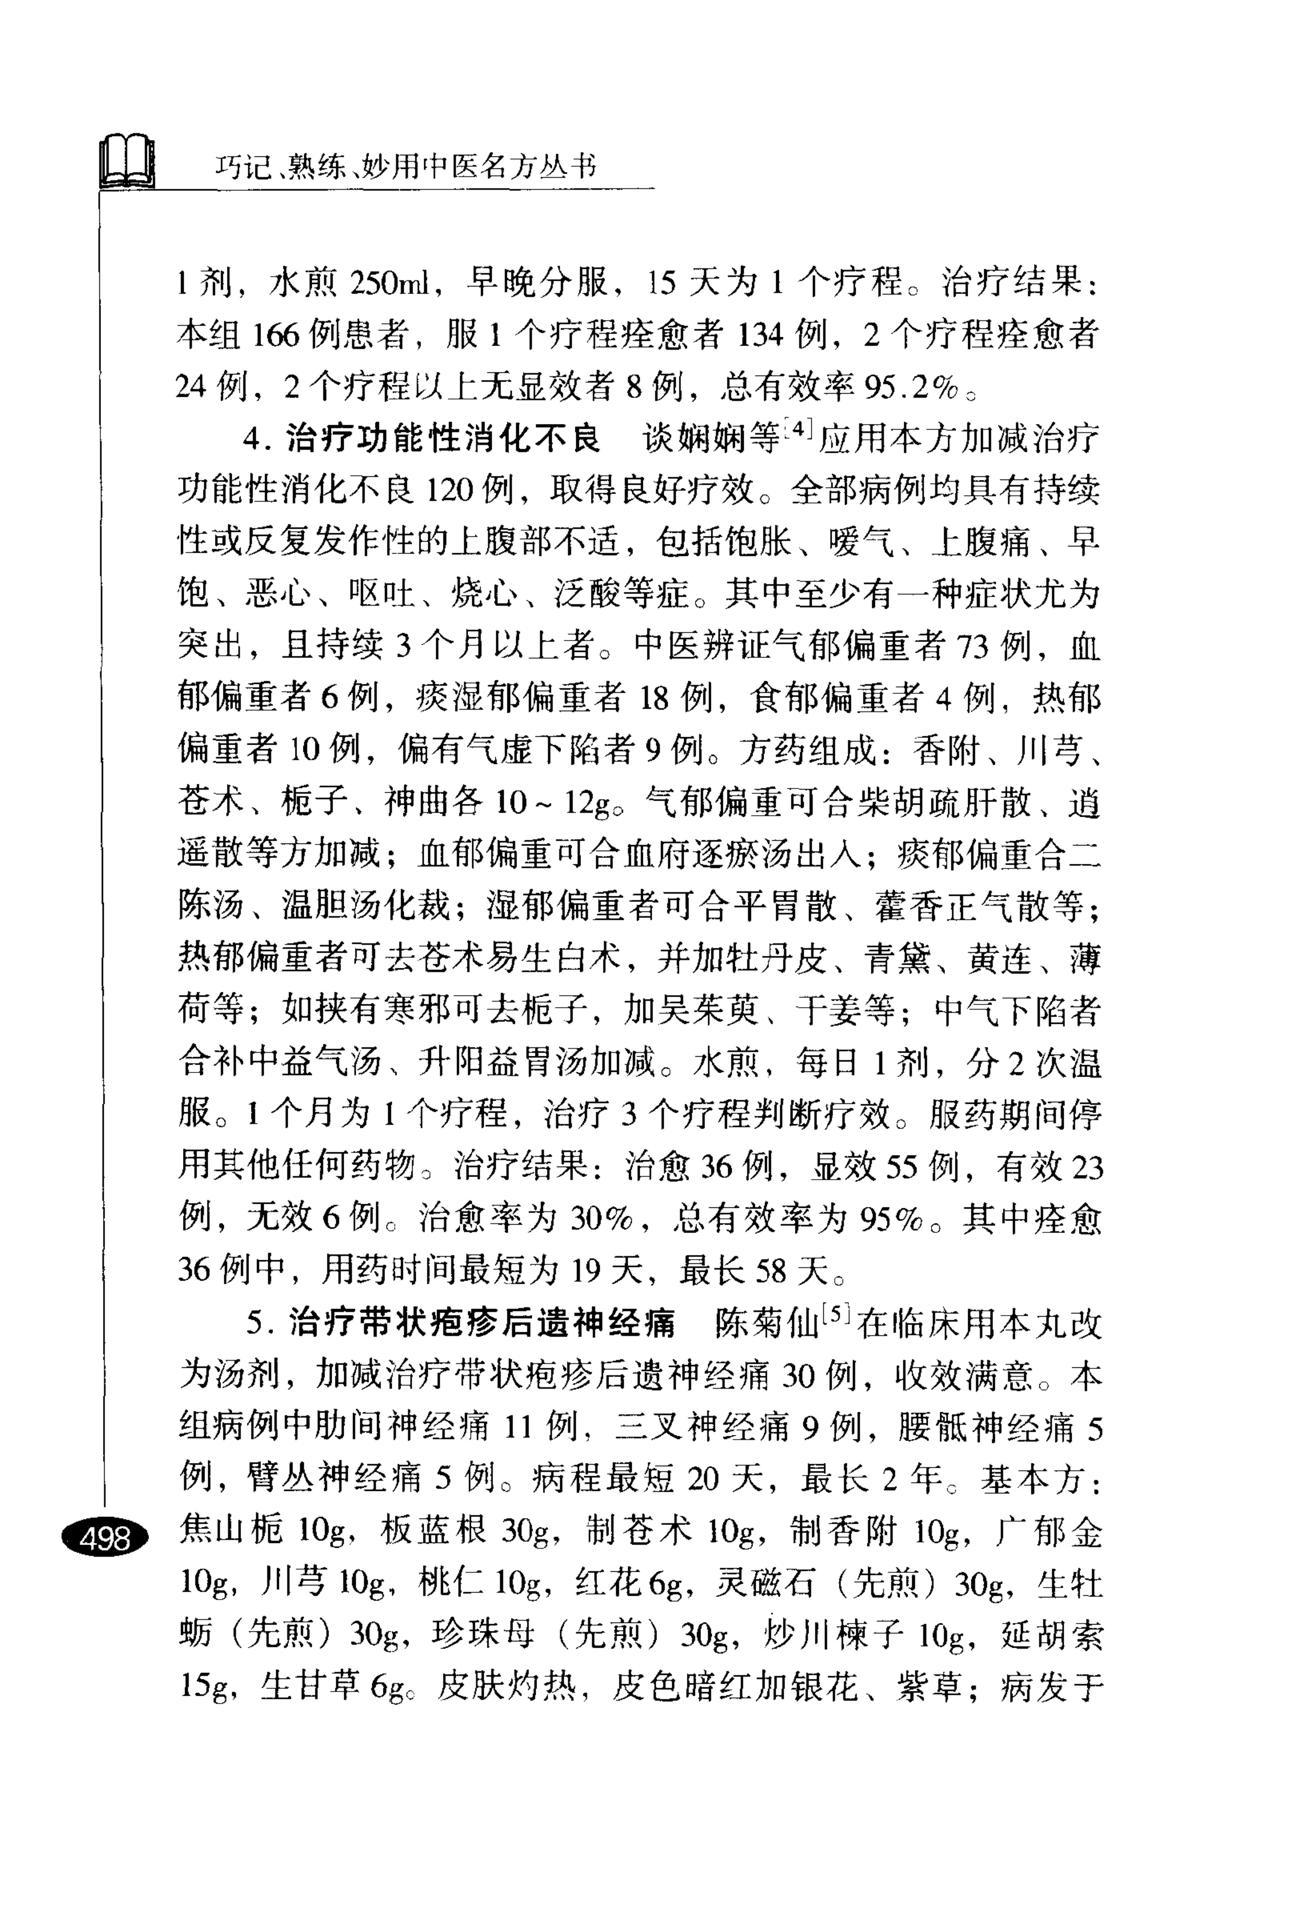 巧记、熟练、妙用中医名方丛书
1 剂，水煎 250ml，早晚分服，15 天为 1 个疗程。治疗结果：
本组 166 例患者，服 1 个疗程痊愈者 134 例，2 个疗程痊愈者
24 例，2 个疗程以上无显效者 8 例，总有效率 95.2%。
4. 治疗功能性消化不良　谈娴娴等[4]应用本方加减治疗
功能性消化不良 120 例，取得良好疗效。全部病例均具有持续
性或反复发作性的上腹部不适，包括饱胀、嗳气、上腹痛、早
饱、恶心、呕吐、烧心、泛酸等症。其中至少有一种症状尤为
突出，且持续 3 个月以上者。中医辨证气郁偏重者 73 例，血
郁偏重者 6 例，痰湿郁偏重者 18 例，食郁偏重者 4 例，热郁
偏重者 10 例，偏有气虚下陷者 9 例。方药组成：香附、川芎、
苍术、栀子、神曲各 10～12g。气郁偏重可合柴胡疏肝散、逍
遥散等方加减；血郁偏重可合血府逐瘀汤出入；痰郁偏重合二
陈汤、温胆汤化裁；湿郁偏重者可合平胃散、藿香正气散等；
热郁偏重者可去苍术易生白术，并加牡丹皮、青黛、黄连、薄
荷等；如挟有寒邪可去栀子，加吴茱萸、干姜等；中气下陷者
合补中益气汤、升阳益胃汤加减。水煎，每日 1 剂，分 2 次温
服。1 个月为 1 个疗程，治疗 3 个疗程判断疗效。服药期间停
用其他任何药物。治疗结果：治愈 36 例，显效 55 例，有效 23
例，无效 6 例。治愈率为 30%，总有效率为 95%。其中痊愈
36 例中，用药时间最短为 19 天，最长 58 天。
5. 治疗带状疱疹后遗神经痛　陈菊仙[5]在临床用本丸改
为汤剂，加减治疗带状疱疹后遗神经痛 30 例，收效满意。本
组病例中肋间神经痛 11 例，三叉神经痛 9 例，腰骶神经痛 5
例，臂丛神经痛 5 例。病程最短 20 天，最长 2 年。基本方：
焦山栀 10g，板蓝根 30g，制苍术 10g，制香附 10g，广郁金
10g，川芎 10g，桃仁 10g，红花 6g，灵磁石（先煎）30g，生牡
蛎（先煎）30g，珍珠母（先煎）30g，炒川楝子 10g，延胡索
15g，生甘草 6g。皮肤灼热，皮色暗红加银花、紫草；病发于
498